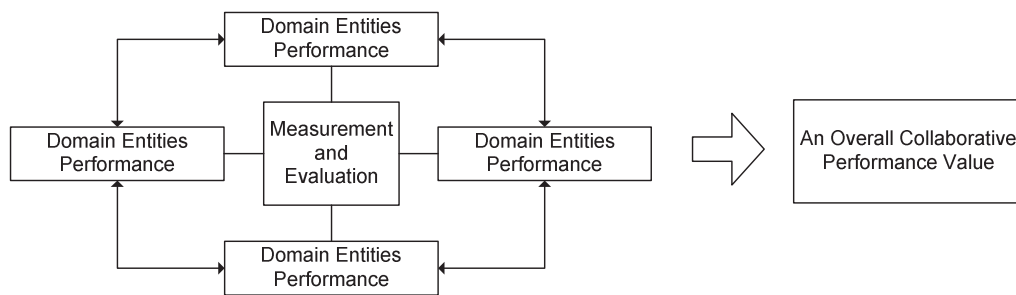 Domain Entities
Performance
Domain Entities
Performance
Measurement
and
Evaluation
Domain Entities
Performance
An Overall Collaborative
Performance Value
Domain Entities
Performance